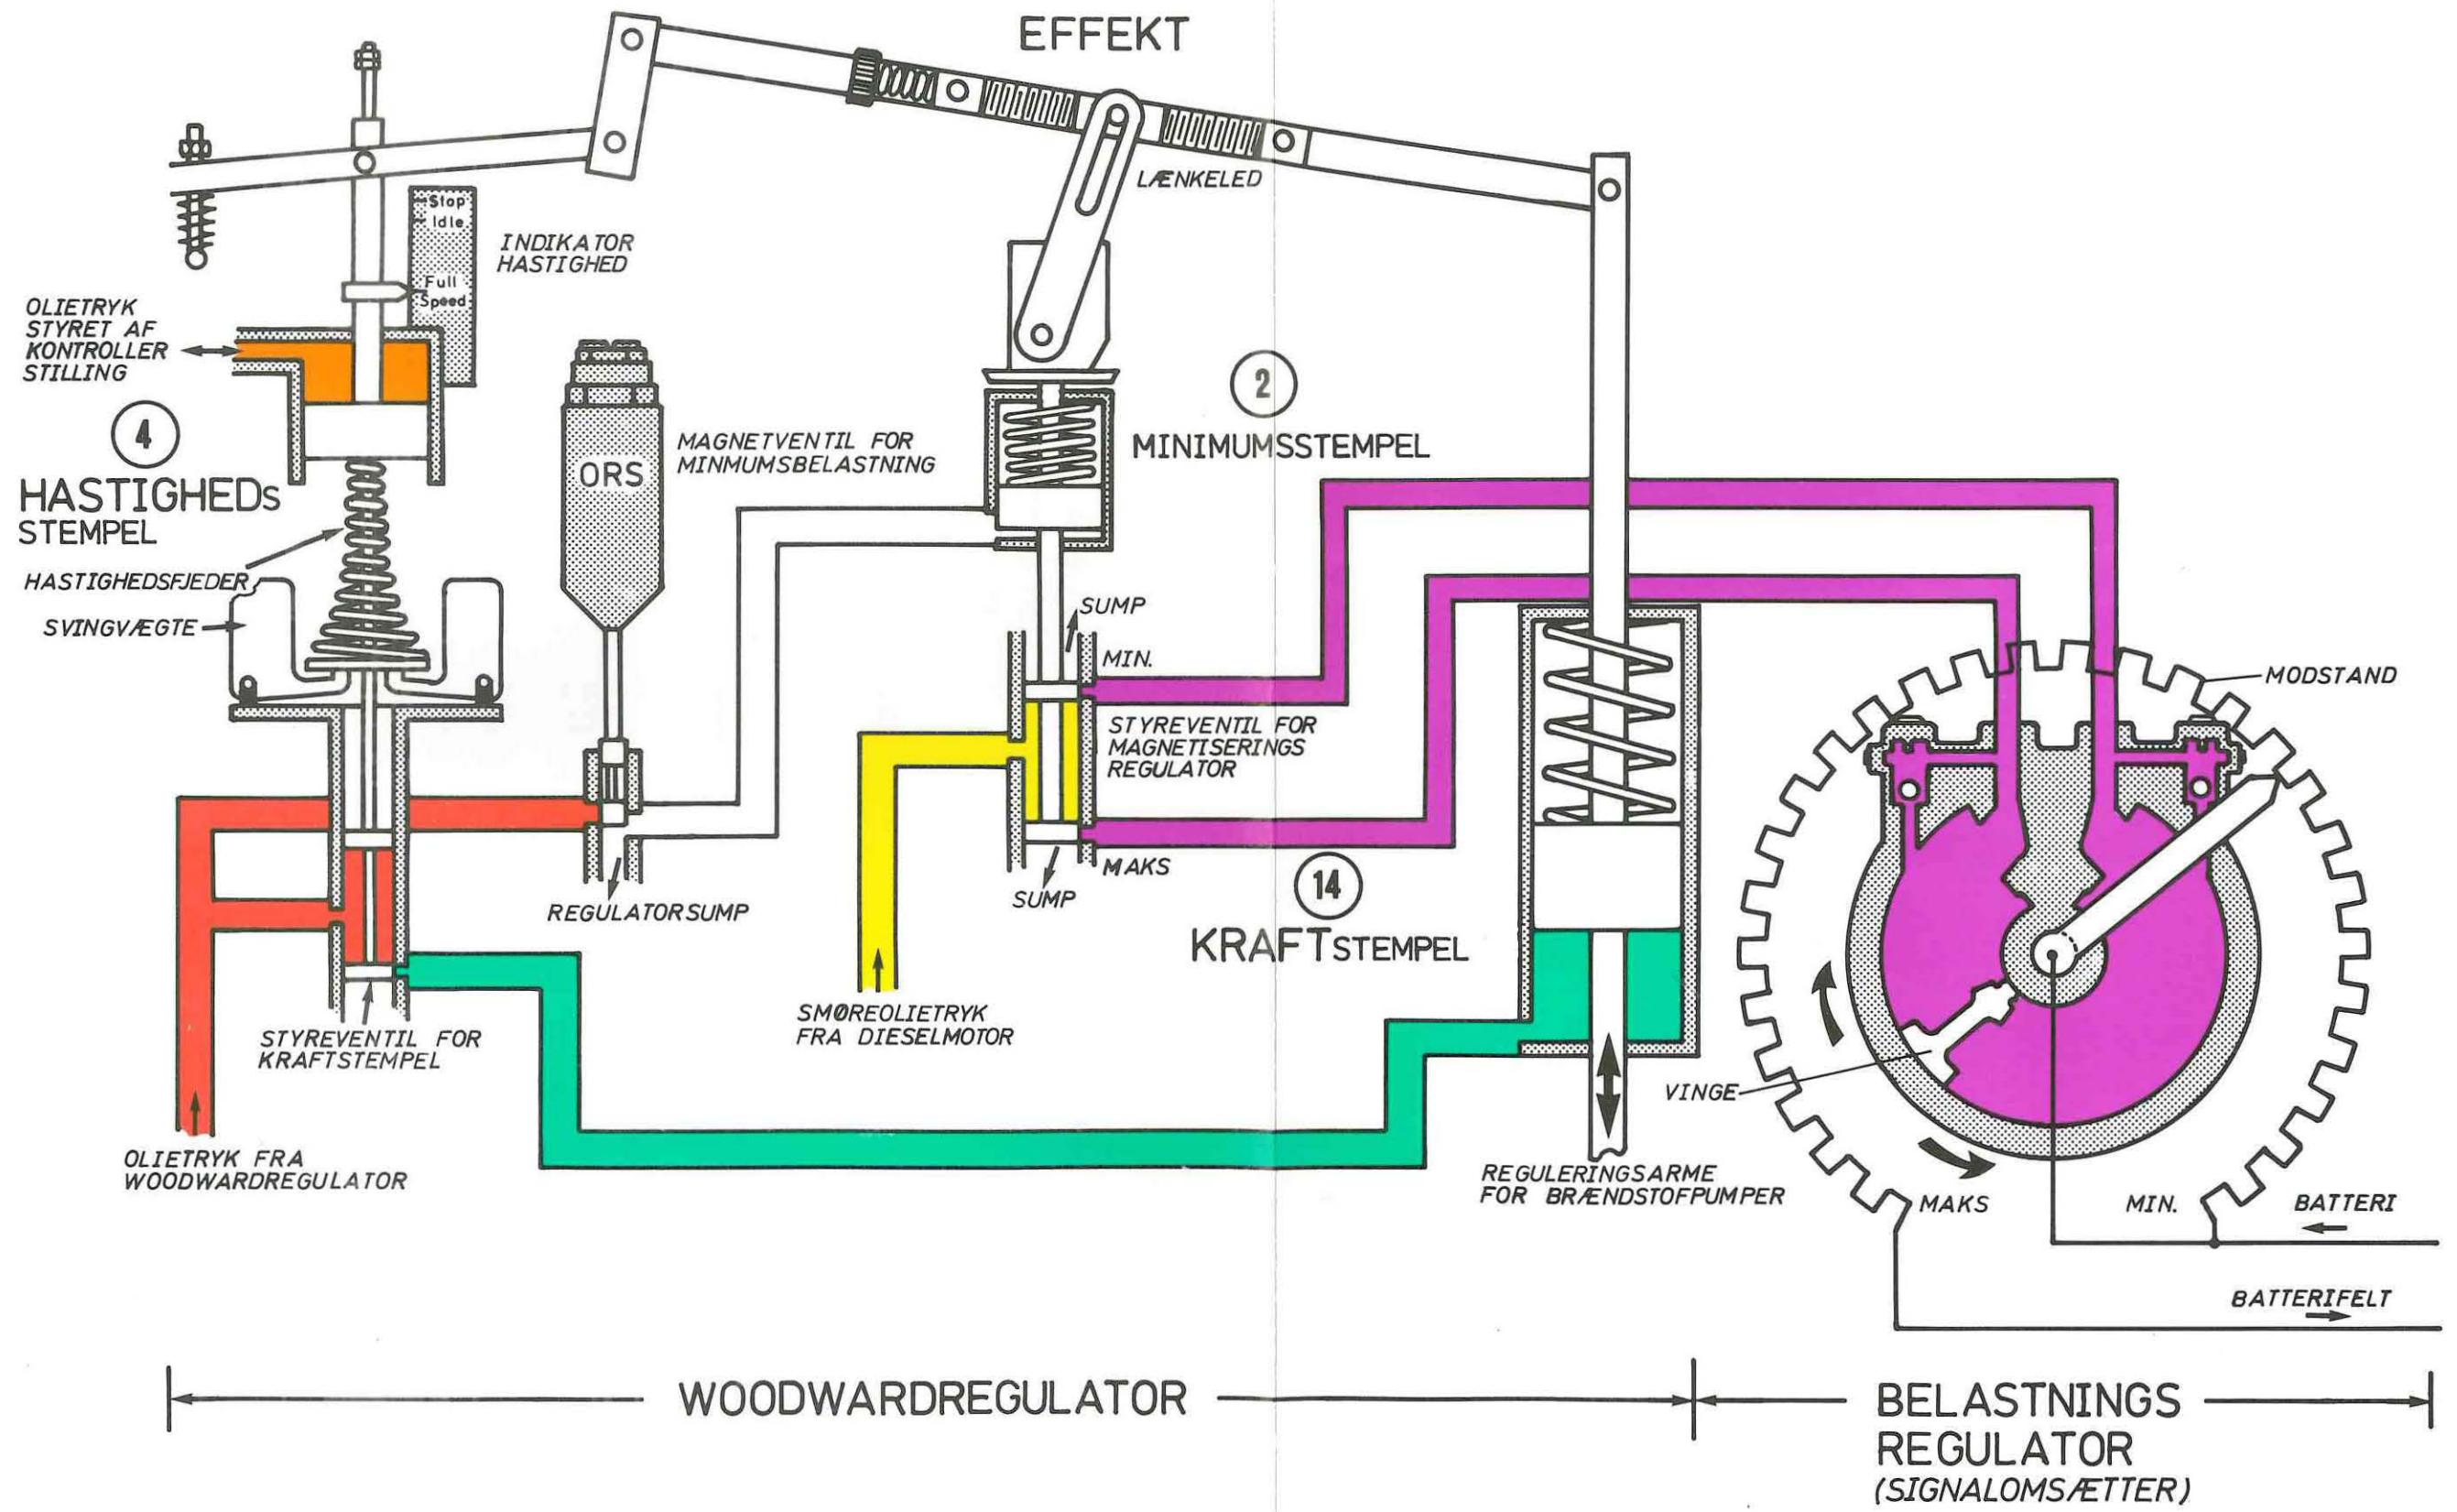 EFFEKT
LÆNKELED
Stop
Idle
Full
Speed
INDIKATOR
HASTIGHED
OLIETRYK
STYRET AF
KONTROLLER
STILLING
4
HASTIGHEDS
STEMPEL
HASTIGHEDSFJEDER
SVINGVÆGTE
ORS
MAGNETVENTIL FOR
MINMUMSBELASTNING
2
MINIMUMSSTEMPEL
SUMP
MIN.
STYREVENTIL FOR
MAGNETISERINGS
REGULATOR
MAKS
SUMP
14
KRAFTSTEMPEL
REGULATORSUMP
SMØREOLIETRYK
FRA DIESELMOTOR
STYREVENTIL FOR
KRAFTSTEMPEL
OLIETRYK FRA
WOODWARDREGULATOR
MODSTAND
VINGE
REGULERINGSARME
FOR BRÆNDSTOFPUMPER
MAKS
MIN.
BATTERI
BATTERIFELT
WOODWARDREGULATOR
BELASTNINGS
REGULATOR
(SIGNALOMSÆTTER)